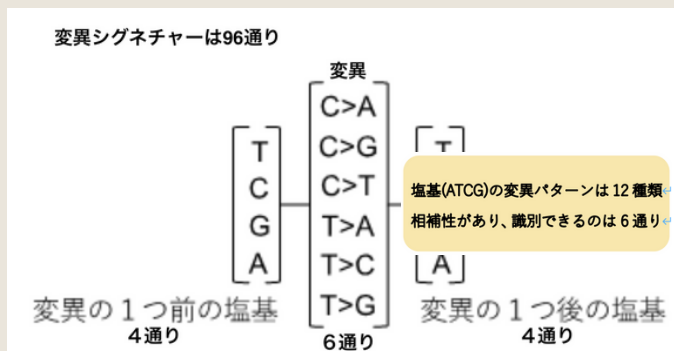 変異シグネチャーは96通り
変異
C>A
C>G
C>T
T>A
T>C
T>G
T
C
G
A
T
A
塩基(ATCG)の変異パターンは12種類
相補性があり、識別できるのは6通り
変異の1つ前の塩基
4通り
6通り
変異の1つ後の塩基
4通り